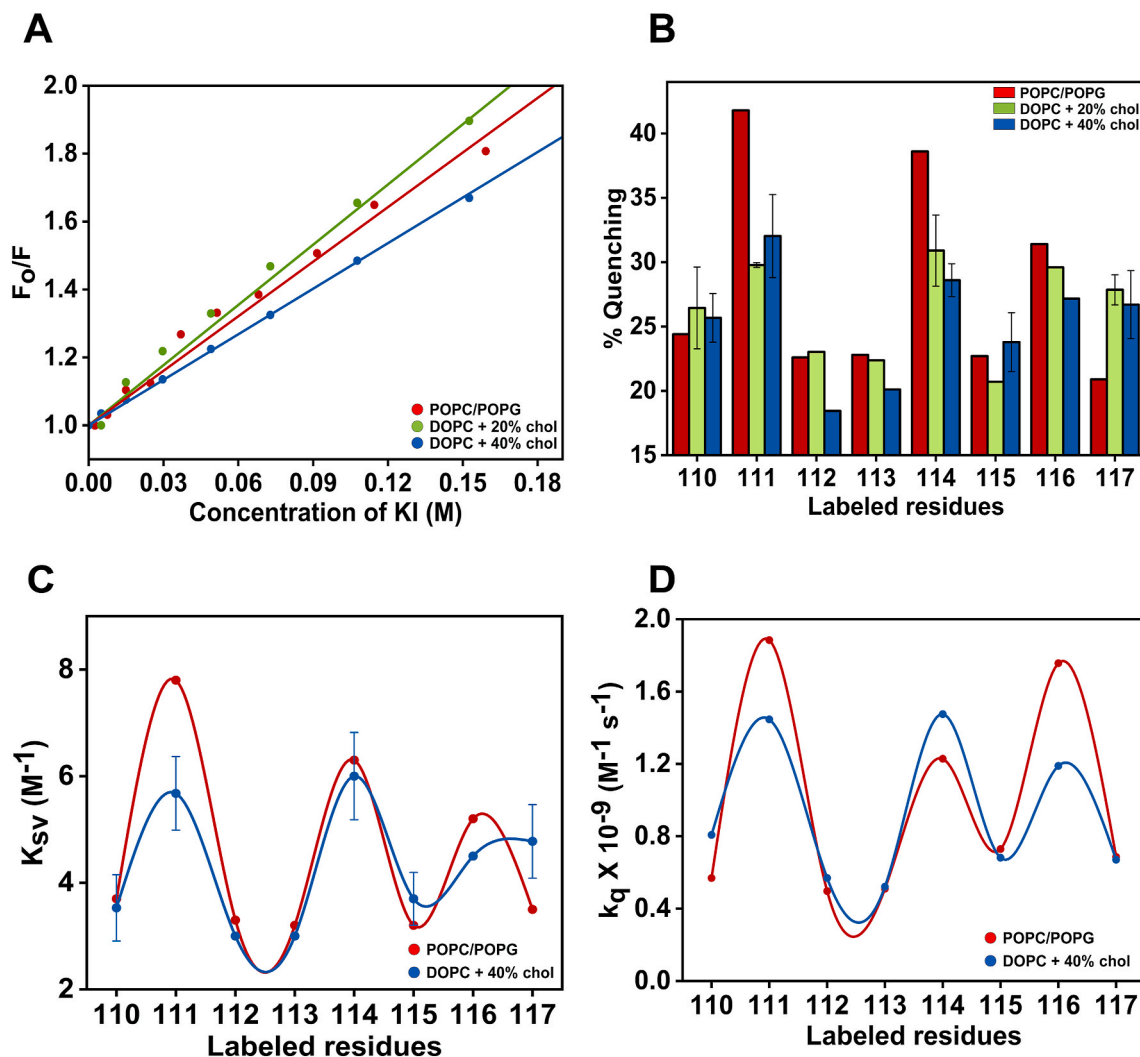 A
2.0
1.8
1.6
1.4
1.2
1.0
Fo/F
0.00 0.03 0.06 0.09 0.12 0.15 0.18
Concentration of KI (M)
POPC/POPG
DOPC + 20% chol
DOPC + 40% chol
B
40
35
30
25
20
15
% Quenching
110 111 112 113 114 115 116 117
Labeled residues
POPC/POPG
DOPC + 20% chol
DOPC + 40% chol
C
8
6
4
2
Ksv (M-1)
110 111 112 113 114 115 116 117
Labeled residues
POPC/POPG
DOPC + 40% chol
D
2.0
1.6
1.2
0.8
0.4
0.0
kq X 10-9 (M-1 s-1)
110 111 112 113 114 115 116 117
Labeled residues
POPC/POPG
DOPC + 40% chol